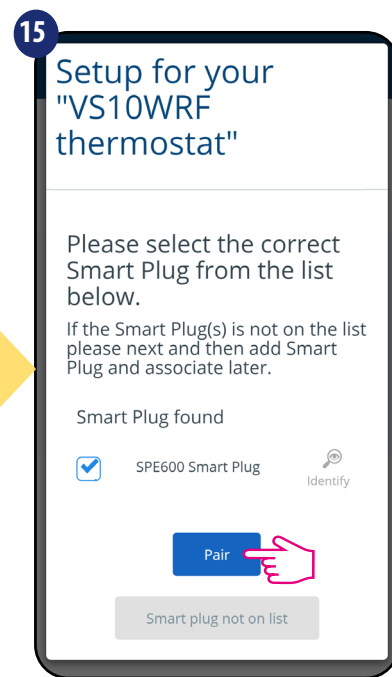 15
Setup for your
"VS10WRF
thermostat"
Please select the correct
Smart Plug from the list
below.
If the Smart Plug(s) is not on the list
please next and then add Smart
Plug and associate later.
Smart Plug found
SPE600 Smart Plug
Identify
Pair
Smart plug not on list